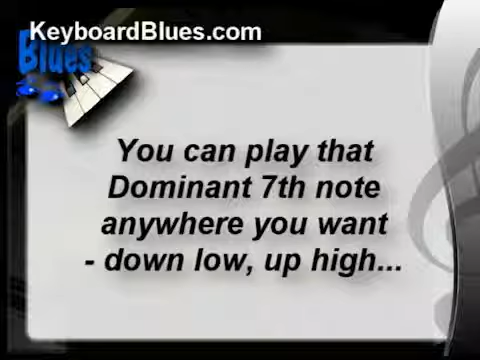 KeyboardBlues.com
Blues
You can play that
Dominant 7th note
anywhere you want
- down low, up high...